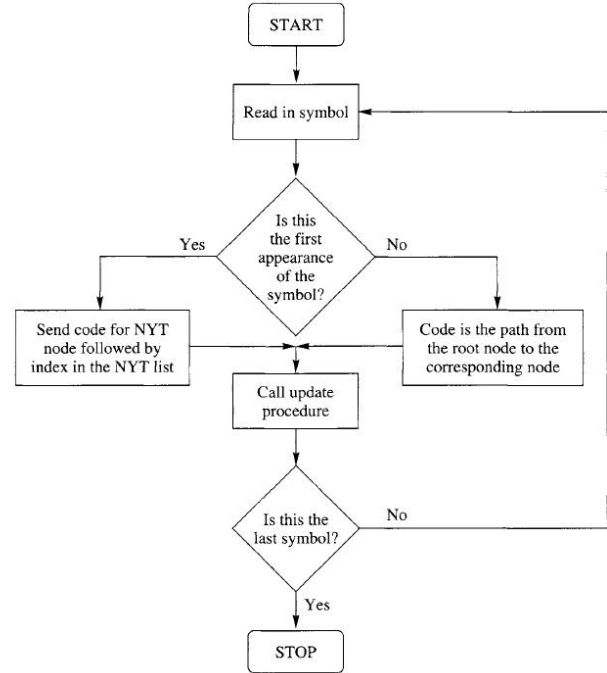 START
Read in symbol
Is this
the first
appearance
of the
symbol?
Yes
No
Send code for NYT
node followed by
index in the NYT list
Code is the path from
the root node to the
corresponding node
Call update
procedure
Is this the
last symbol?
No
Yes
STOP